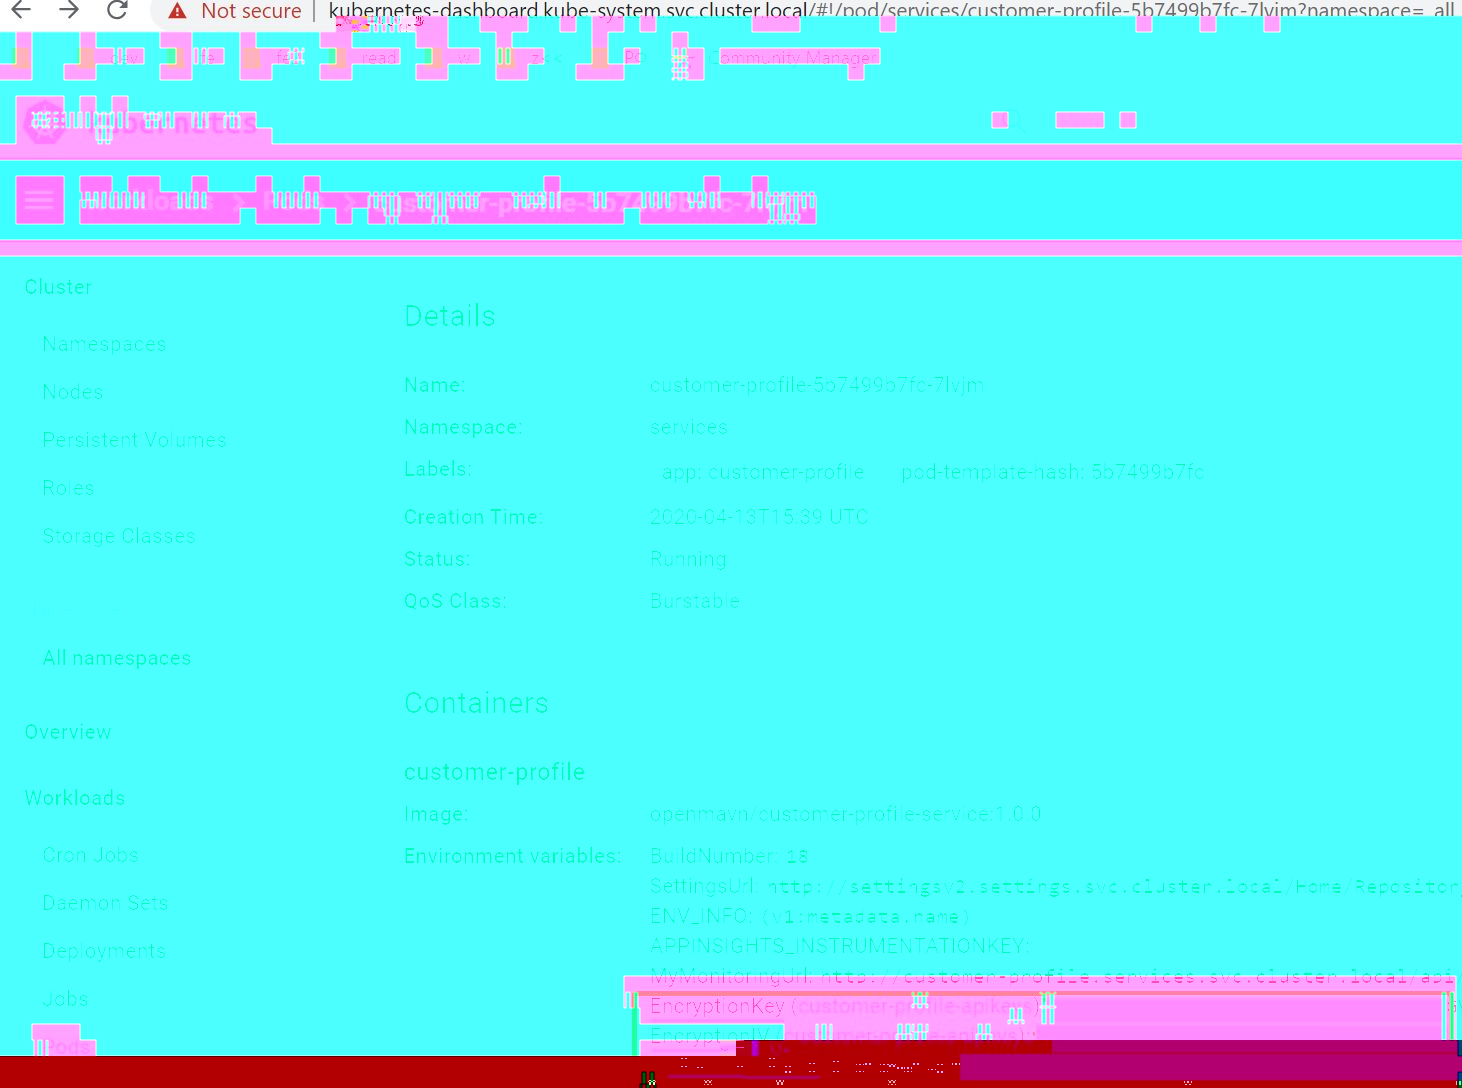 Not secure | kubernetes-dashboard.kube-system.svc.cluster.local/#!/pod/services/customer-profile-5b7499b7fc-7lvjm?namespace=_all
dev read Community Manager
kubernetes
customer-profile-5b7499b7fc-7lvjm
Cluster
Namespaces
Nodes
Persistent Volumes
Roles
Storage Classes
All namespaces
Overview
Workloads
Cron Jobs
Daemon Sets
Deployments
Jobs
Pods
Details
Name: customer-profile-5b7499b7fc-7lvjm
Namespace: services
Labels: app: customer-profile pod-template-hash: 5b7499b7fc
Creation Time: 2020-04-13T15:39 UTC
Status: Running
QoS Class: Burstable
Containers
customer-profile
Image: openmavn/customer-profile-service:1.0.0
Environment variables: BuildNumber: 18
SettingsUrl: http://settingsv2.settings.svc.cluster.local/Home/Repository
ENV_INFO: (v1:metadata.name)
APPINSIGHTS_INSTRUMENTATIONKEY:
MyMonitoringUrl: http://customer-profile.services.svc.cluster.local/api
EncryptionKey (customer-profile-apikeys)
EncryptionIV (customer-profile-apikeys):